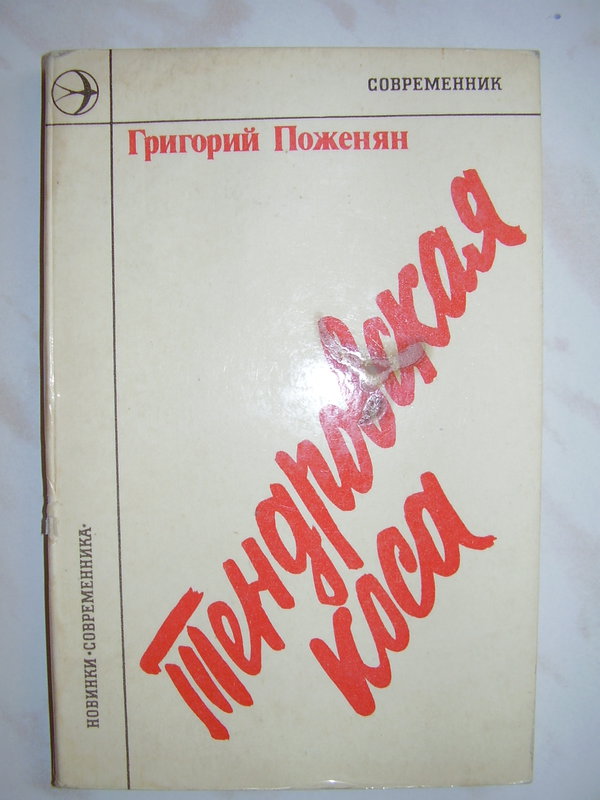 СОВРЕМЕННИК
Григорий Поженян
Тендровская
коса
НОВИНКИ «СОВРЕМЕННИКА»